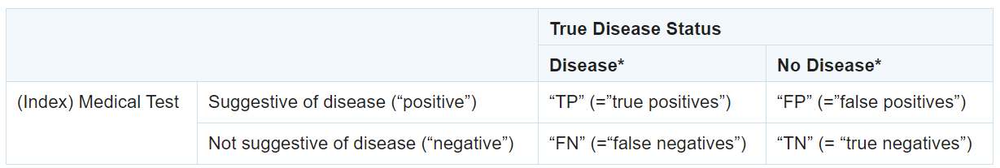 True Disease Status
Disease*
No Disease*
(Index) Medical Test
Suggestive of disease (“positive”)
“TP” (=”true positives”)
“FP” (=”false positives”)
Not suggestive of disease (“negative”)
“FN” (=“false negatives”)
“TN” (= “true negatives”)